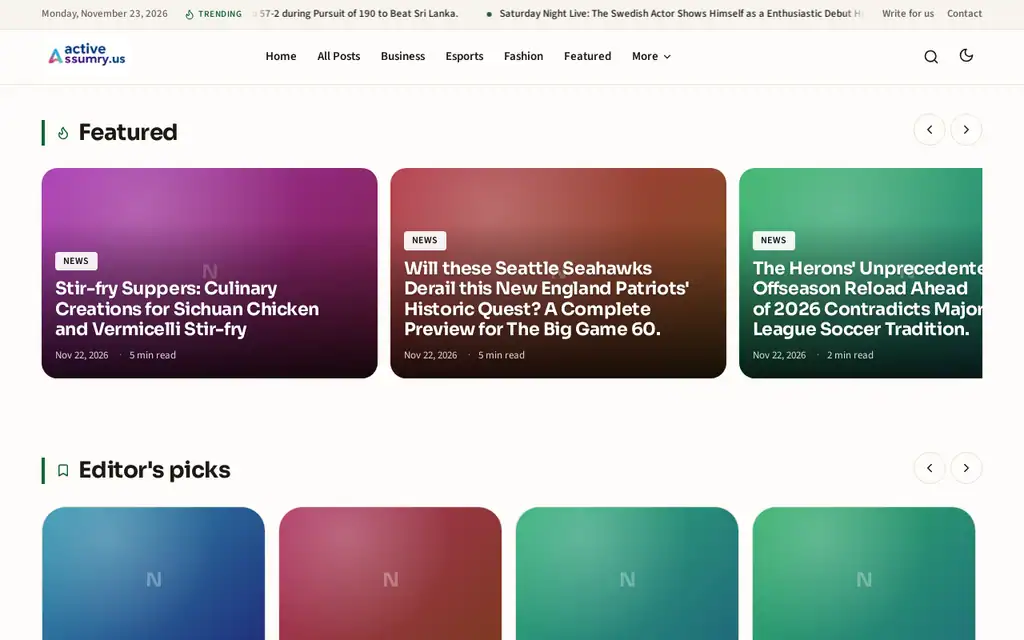 Monday, November 23, 2026
TRENDING
57-2 during Pursuit of 190 to Beat Sri Lanka.
Saturday Night Live: The Swedish Actor Shows Himself as a Enthusiastic Debut
Write for us
Contact
active
ssumry.us
Home
All Posts
Business
Esports
Fashion
Featured
More
Featured
NEWS
N
Stir-fry Suppers: Culinary
Creations for Sichuan Chicken
and Vermicelli Stir-fry
Nov 22, 2026 · 5 min read
NEWS
Will these Seattle Seahawks
Derail this New England Patriots'
Historic Quest? A Complete
Preview for The Big Game 60.
Nov 22, 2026 · 5 min read
NEWS
The Herons' Unprecedente
Offseason Reload Ahead
of 2026 Contradicts Major
League Soccer Tradition.
Nov 22, 2026 · 2 min read
Editor's picks
N
N
N
N